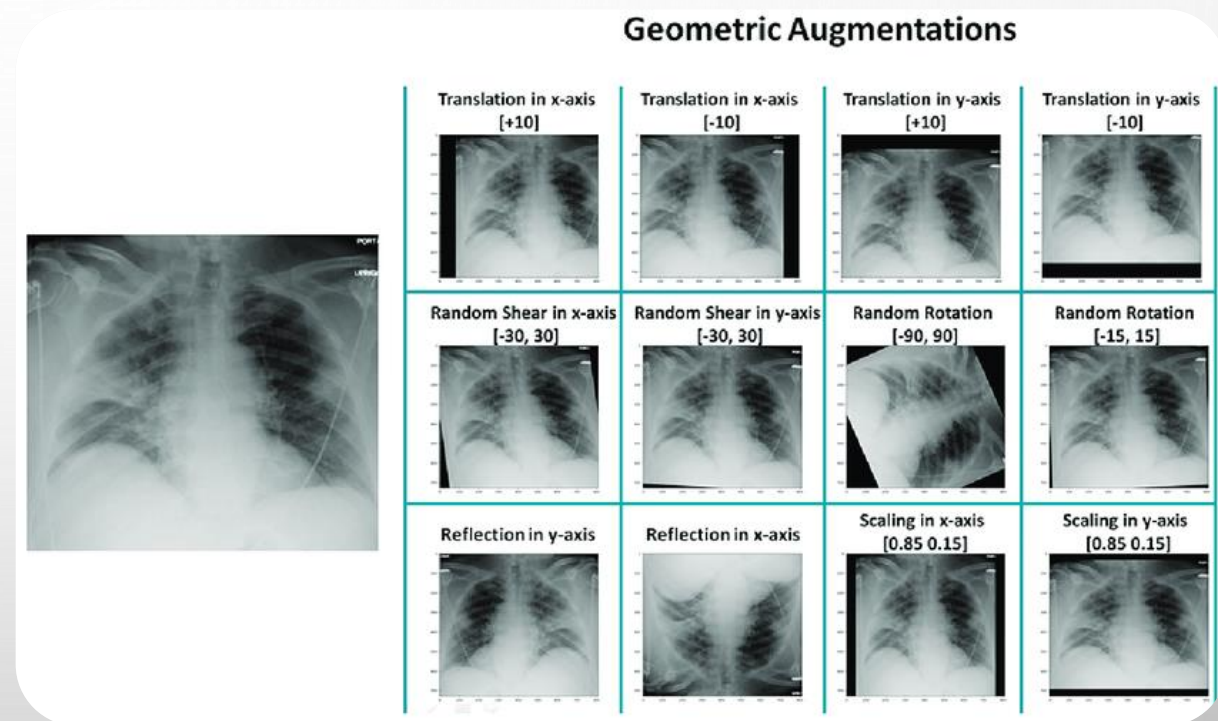 Geometric Augmentations
Translation in x-axis
[+10]
Translation in x-axis
[-10]
Translation in y-axis
[+10]
Translation in y-axis
[-10]
PORT
Random Shear in x-axis
[-30, 30]
Random Shear in y-axis
[-30, 30]
Random Rotation
[-90, 90]
Random Rotation
[-15, 15]
Reflection in y-axis
Reflection in x-axis
Scaling in x-axis
[0.85 0.15]
Scaling in y-axis
[0.85 0.15]